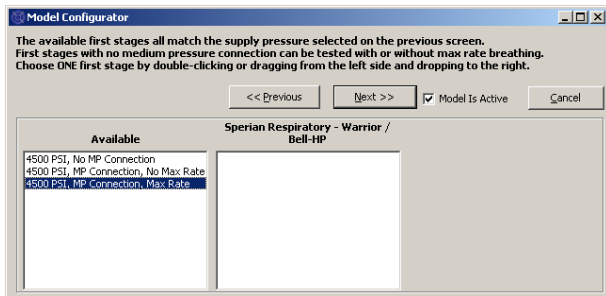 Model Configurator
The available first stages all match the supply pressure selected on the previous screen.
First stages with no medium pressure connection can be tested with or without max rate breathing.
Choose ONE first stage by double-clicking or dragging from the left side and dropping to the right.
<< Previous
Next >>
Model Is Active
Cancel
Available
Sperian Respiratory - Warrior /
Bell-HP
4500 PSI, No MP Connection
4500 PSI, MP Connection, No Max Rate
4500 PSI, MP Connection, Max Rate